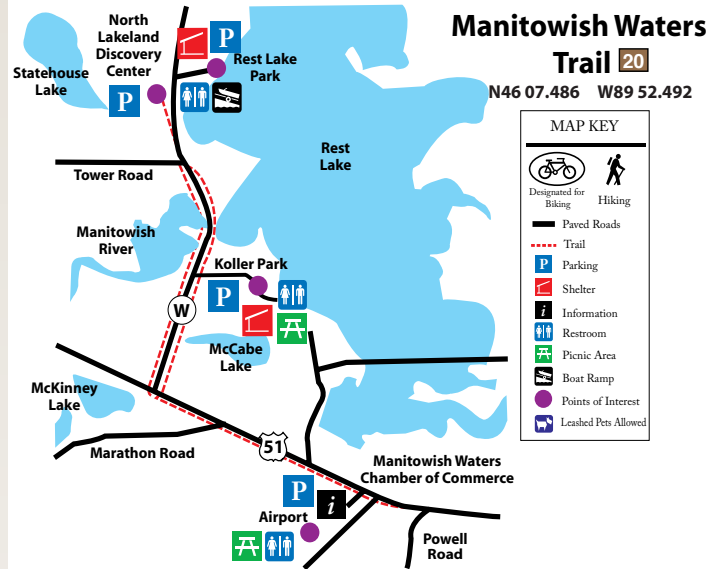 Manitowish Waters
Trail 20
N46 07.486 W89 52.492
North
Lakeland
Discovery
Center
P
Rest Lake
Park
Statehouse
Lake
P
Rest
Lake
Tower Road
Manitowish
River
Koller Park
P
W
McCabe
Lake
McKinney
Lake
Marathon Road
51
Manitowish Waters
Chamber of Commerce
P
i
Airport
Powell
Road
MAP KEY
Designated for
Biking
Hiking
Paved Roads
Trail
P Parking
Shelter
i Information
Restroom
Picnic Area
Boat Ramp
Points of Interest
Leashed Pets Allowed